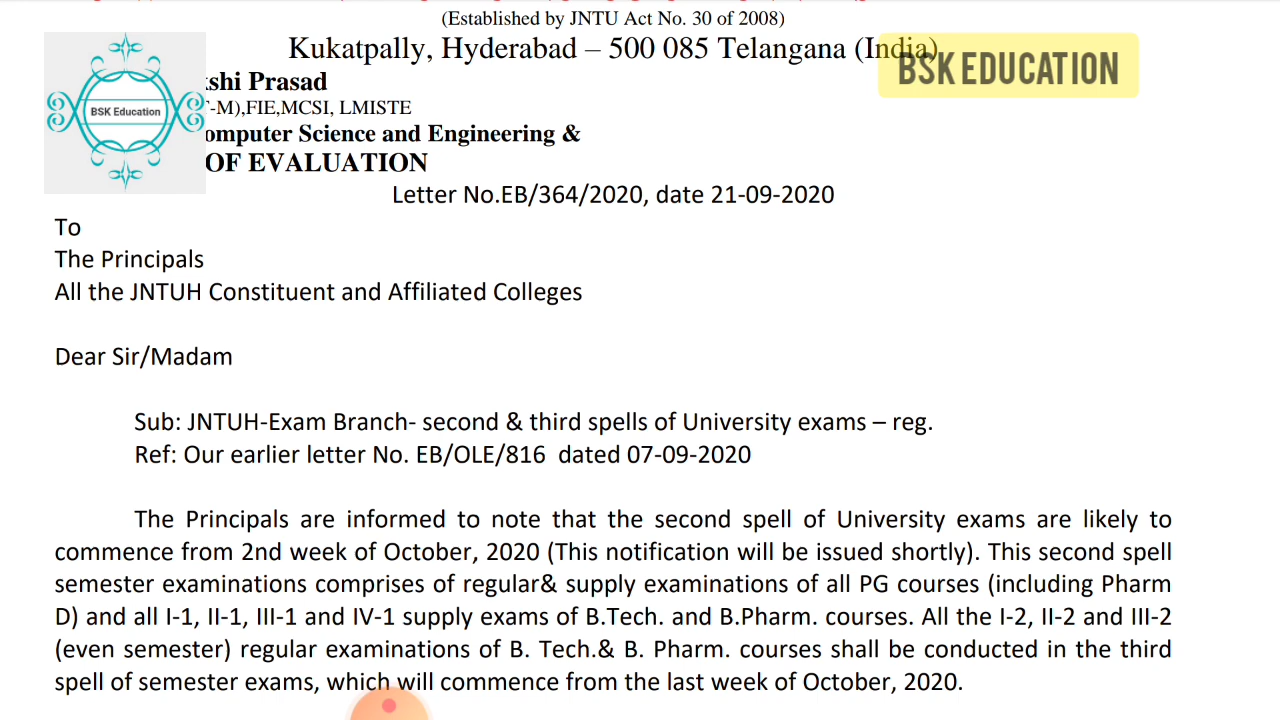 (Established by JNTU Act No. 30 of 2008)
Kukatpally, Hyderabad – 500 085 Telangana (India)
BSK EDUCATION
BSK Education
kshi Prasad
-M),FIE,MCSI, LMISTE
omputer Science and Engineering &
OF EVALUATION
Letter No.EB/364/2020, date 21-09-2020
To
The Principals
All the JNTUH Constituent and Affiliated Colleges
Dear Sir/Madam
Sub: JNTUH-Exam Branch- second & third spells of University exams – reg.
Ref: Our earlier letter No. EB/OLE/816 dated 07-09-2020
The Principals are informed to note that the second spell of University exams are likely to
commence from 2nd week of October, 2020 (This notification will be issued shortly). This second spell
semester examinations comprises of regular& supply examinations of all PG courses (including Pharm
D) and all I-1, II-1, III-1 and IV-1 supply exams of B.Tech. and B.Pharm. courses. All the I-2, II-2 and III-2
(even semester) regular examinations of B. Tech.& B. Pharm. courses shall be conducted in the third
spell of semester exams, which will commence from the last week of October, 2020.